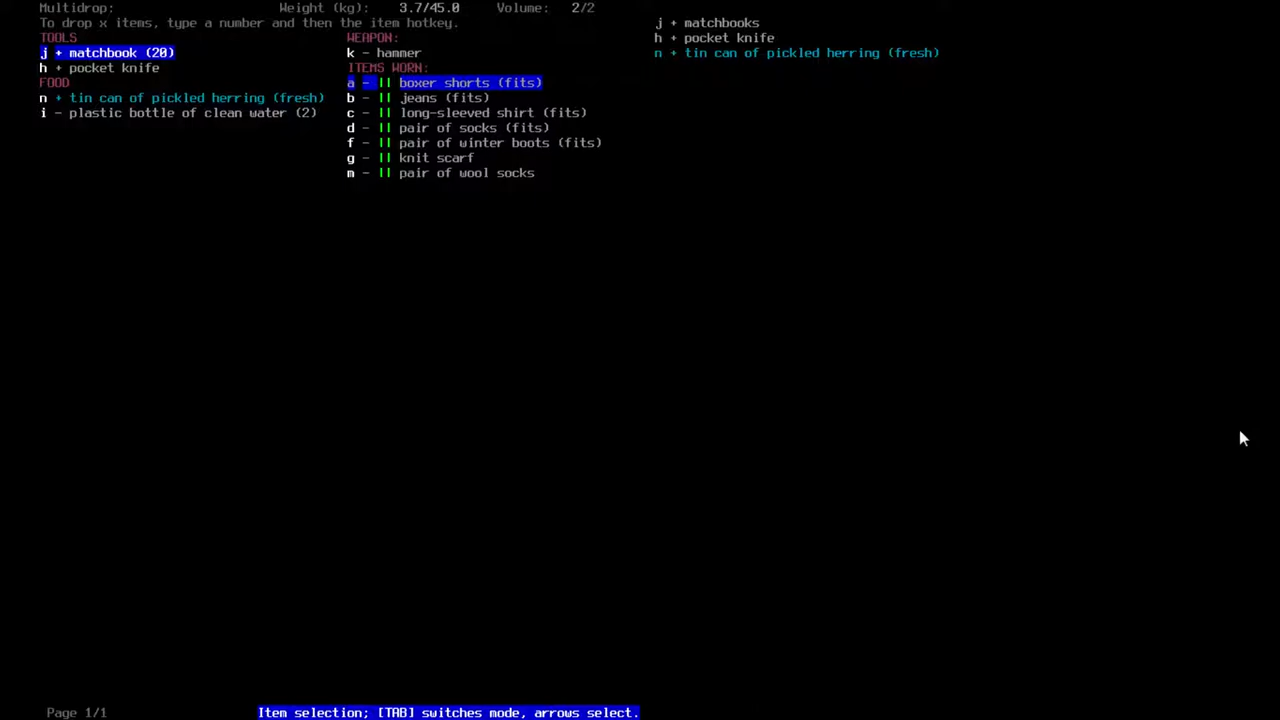 Multidrop: Weight (kg): 3.7/45.0 Volume: 2/2
To drop x items, type a number and then the item hotkey.
TOOLS
j + matchbook (20)
h + pocket knife
FOOD
n + tin can of pickled herring (fresh)
i - plastic bottle of clean water (2)
WEAPON:
k - hammer
ITEMS WORN:
a - || boxer shorts (fits)
b - || jeans (fits)
c - || long-sleeved shirt (fits)
d - || pair of socks (fits)
f - || pair of winter boots (fits)
g - || knit scarf
m - || pair of wool socks
j + matchbooks
h + pocket knife
n + tin can of pickled herring (fresh)
Page 1/1 Item selection; [TAB] switches mode, arrows select.